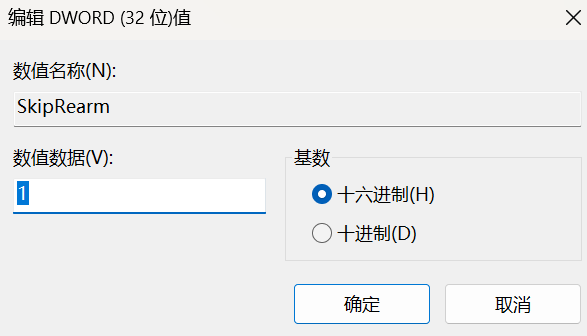 编辑 DWORD (32 位)值
数值名称(N):
SkipRearm
数值数据(V):
基数
1
十六进制(H)
十进制(D)
确定
取消